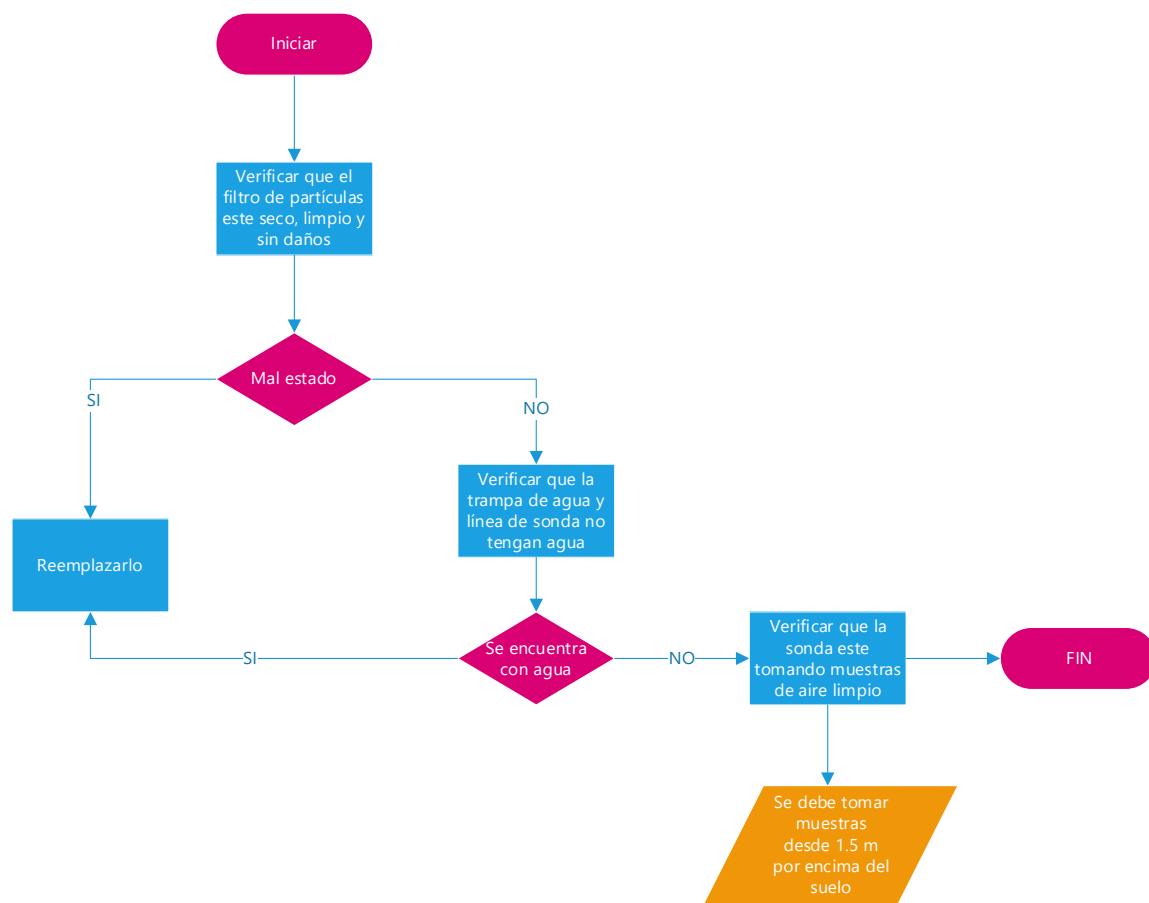 Iniciar
Verificar que el
filtro de partículas
este seco, limpio y
sin daños
Mal estado
SI
NO
Verificar que la
trampa de agua y
línea de sonda no
tengan agua
Reemplazarlo
Se encuentra
con agua
SI
NO
Verificar que la
sonda este
tomando muestras
de aire limpio
FIN
Se debe tomar
muestras
desde 1.5 m
por encima del
suelo